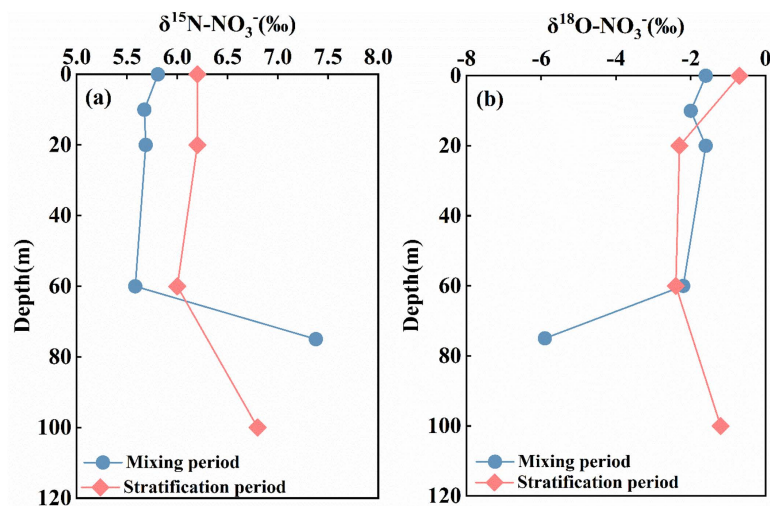 δ¹⁵N-NO₃⁻(‰)
5.0 5.5 6.0 6.5 7.0 7.5 8.0
(a)
0
20
40
60
80
100
120
Depth(m)
Mixing period
Stratification period
δ¹⁸O-NO₃⁻(‰)
-8 -6 -4 -2 0
(b)
0
20
40
60
80
100
120
Depth(m)
Mixing period
Stratification period